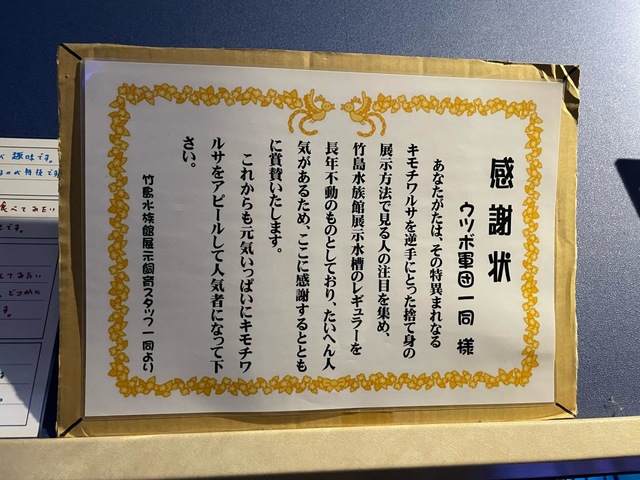 感謝状
ウツボ軍団一同 様
あなたがたは、その特異まれなる
キモチワルサを逆手にとった捨て身の
展示方法で見る人の注目を集め、
竹島水族館展示水槽のレギュラーを
長年不動のものとしており、たいへん人
気があるため、ここに感謝するととも
に賞賛いたします。
これからも元気いっぱいにキモチワ
ルサをアピールして人気者になって下
さい。
竹島水族館展示飼育スタッフ一同より
趣味です。